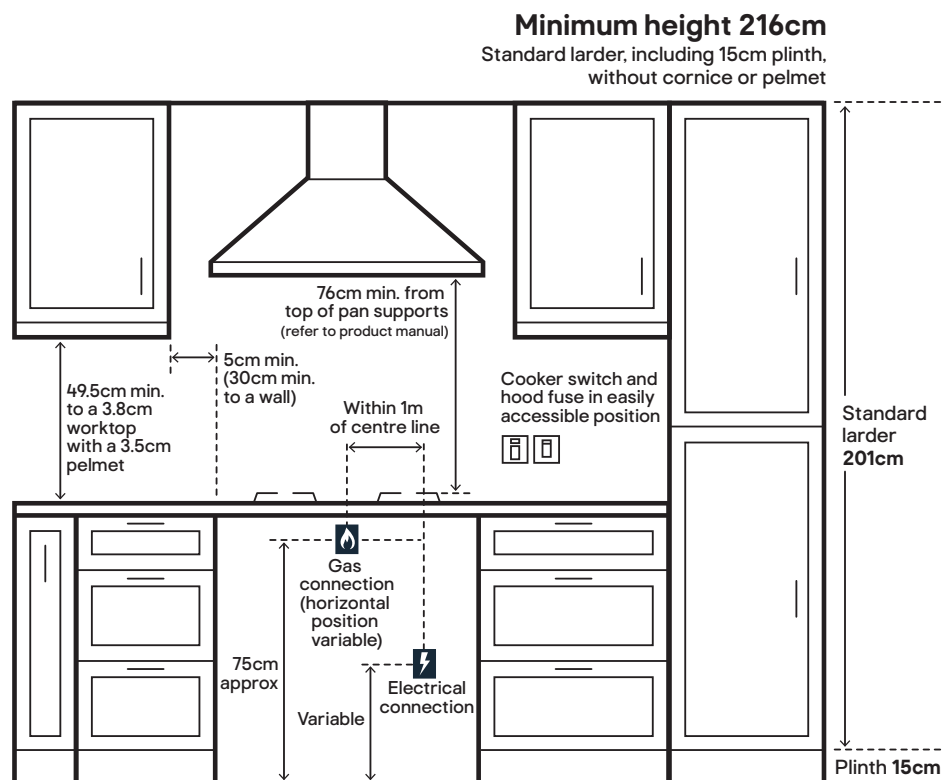 Minimum height 216cm
Standard larder, including 15cm plinth,
without cornice or pelmet
76cm min. from
top of pan supports
(refer to product manual)
5cm min.
(30cm min.
to a wall)
49.5cm min.
to a 3.8cm
worktop
with a 3.5cm
pelmet
Within 1m
of centre line
Cooker switch and
hood fuse in easily
accessible position
Standard
larder
201cm
Gas
connection
(horizontal
position
variable)
75cm
approx
Electrical
connection
Variable
Plinth 15cm